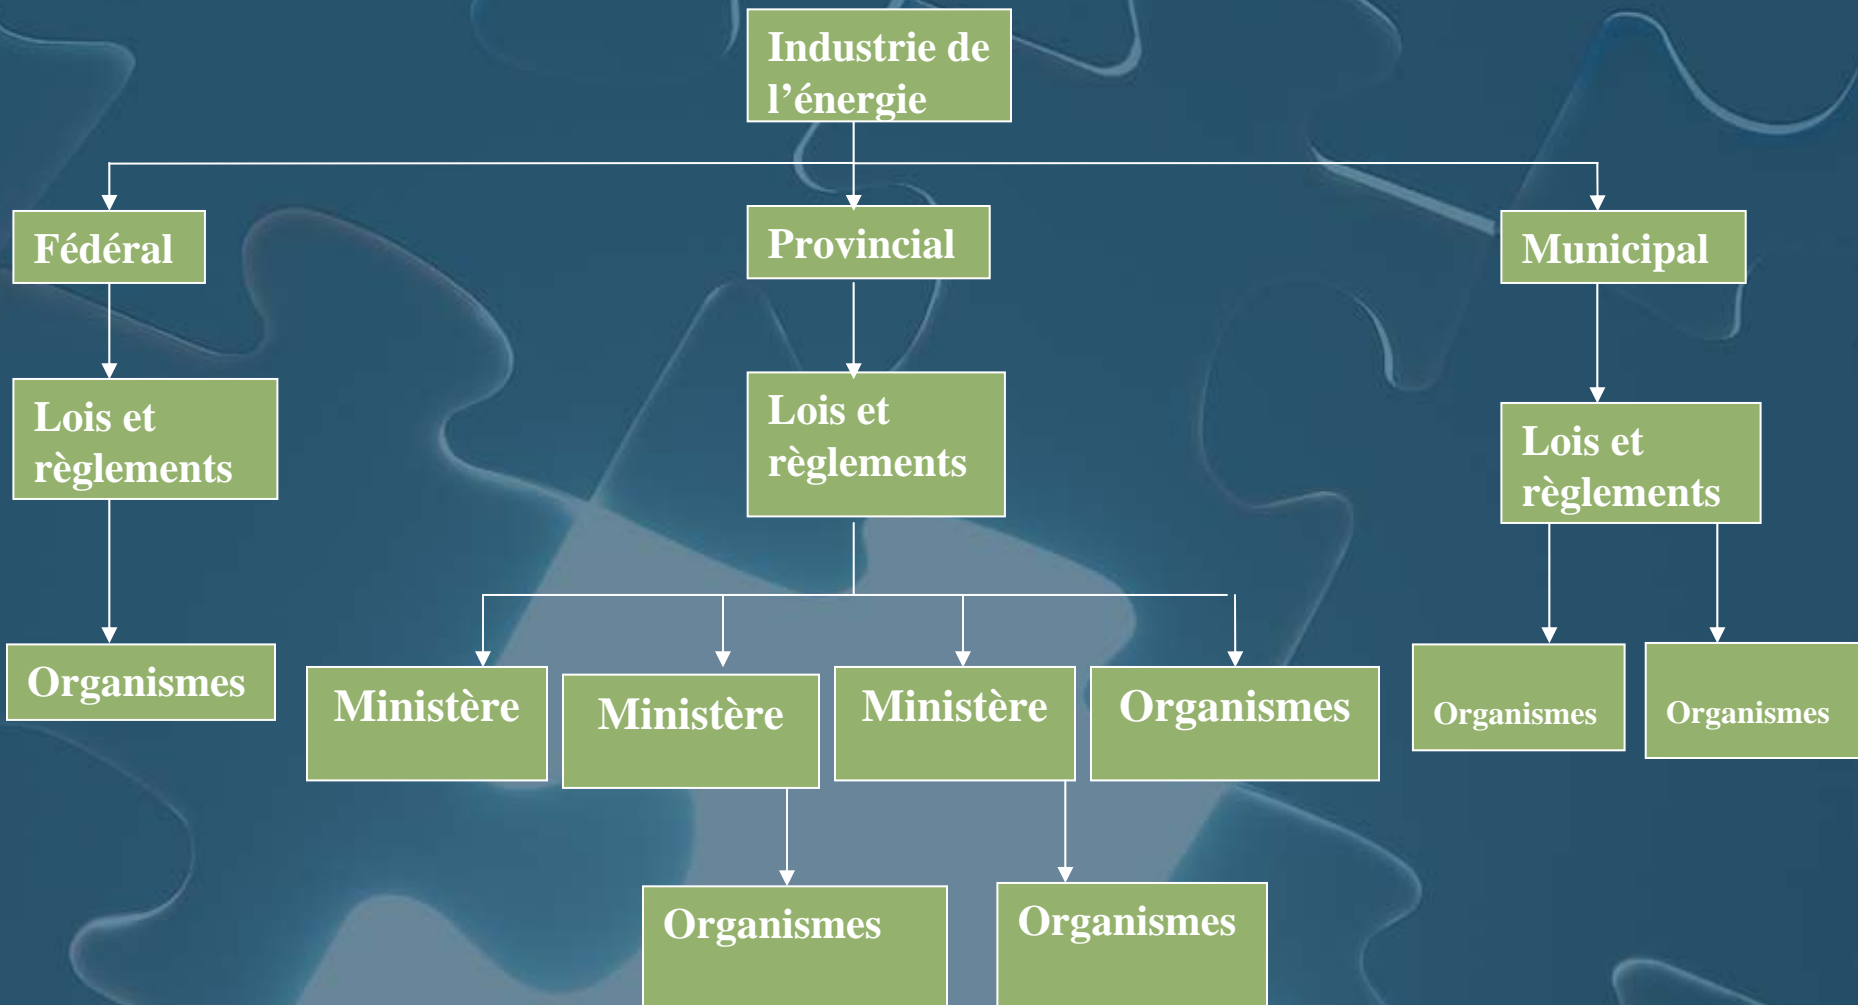 Industrie de
l’énergie
Fédéral
Provincial
Municipal
Lois et
règlements
Lois et
règlements
Lois et
règlements
Organismes
Ministère
Ministère
Ministère
Organismes
Organismes
Organismes
Organismes
Organismes